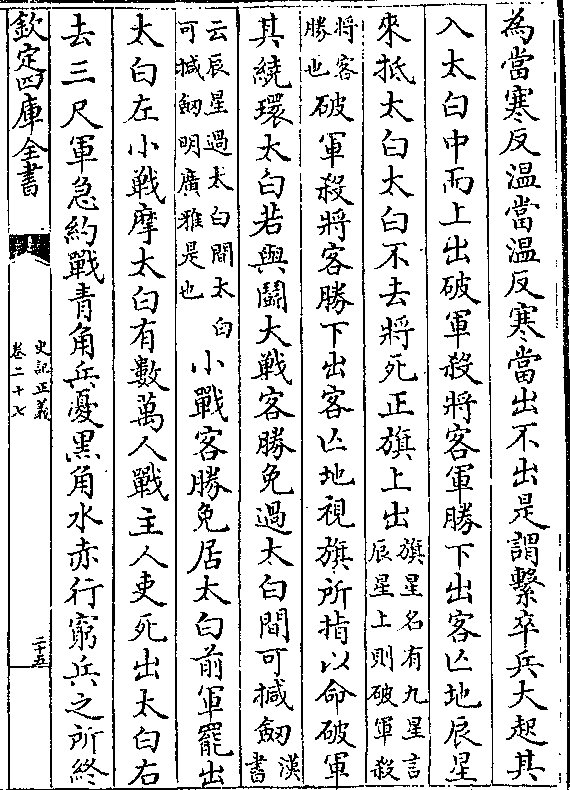 為當寒反温當温反寒當出不出是謂繫卒兵大起其
入太白中而上出破軍殺將客軍勝下出客亾地辰星
來抵太白太白不去將死正旗上出旗星名有九星言辰星上則破軍殺
將客勝也破軍殺將客勝下出客亾地視旗所指以命破軍
其繞環太白若與鬭大戰客勝免過太白間可撼劒漢書
云辰星過太白間太白可撼劒明廣雅是也小戰客勝免居太白前軍罷出
太白左小戰摩太白有數萬人戰主人吏死出太白右
去三尺軍急約戰青角兵憂黑角水赤行窮兵之所終
欽定四庫全書
史記正義
卷二十七
二十五